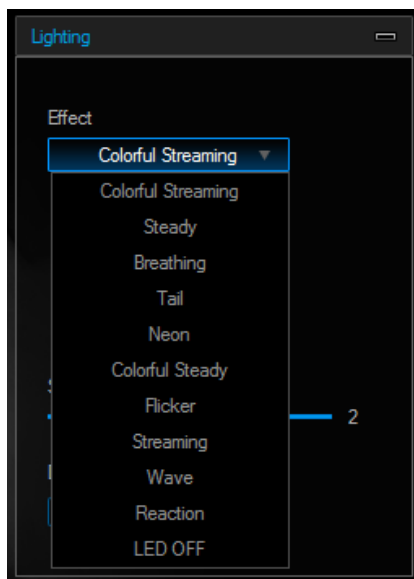 Lighting
Effect
Colorful Streaming
Colorful Streaming
Steady
Breathing
Tail
Neon
Colorful Steady
Flicker
Streaming
Wave
Reaction
LED OFF
2